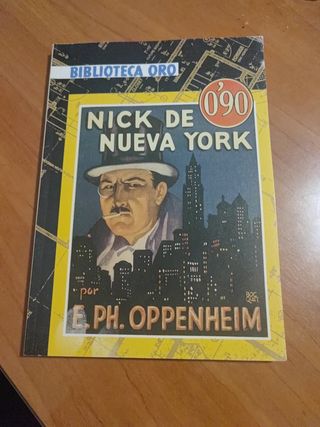 BIBLIOTECA ORO
0'90
NICK DE
NUEVA YORK
por
E. PH. OPPENHEIM